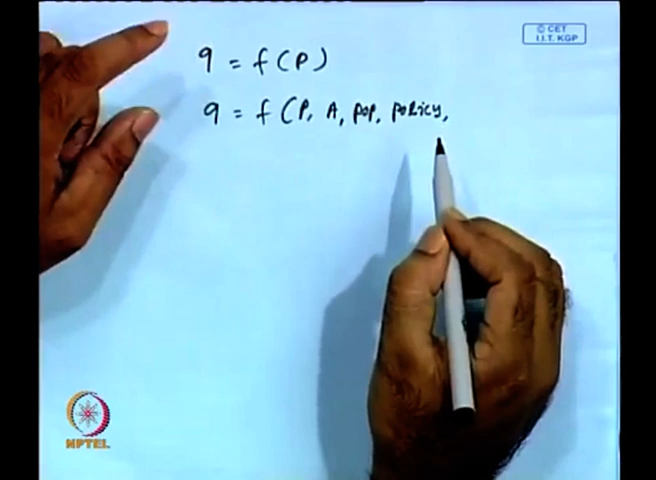 © CET
I.I.T. KGP
q = f(P)
q = f(P, A, POP, POLICY,
NPTEL